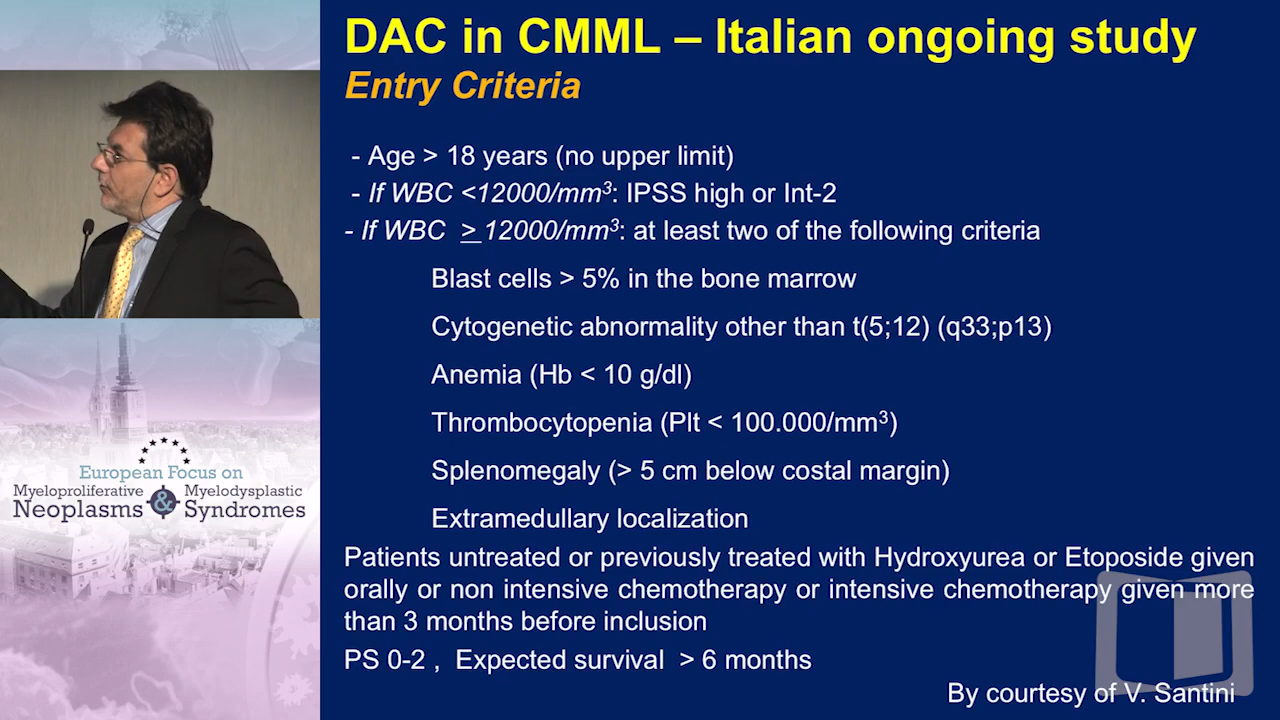 DAC in CMML – Italian ongoing study
Entry Criteria
- Age > 18 years (no upper limit)
- If WBC <12000/mm³: IPSS high or Int-2
- If WBC > 12000/mm³: at least two of the following criteria
Blast cells > 5% in the bone marrow
Cytogenetic abnormality other than t(5;12) (q33;p13)
Anemia (Hb < 10 g/dl)
Thrombocytopenia (Plt < 100.000/mm³)
Splenomegaly (> 5 cm below costal margin)
Extramedullary localization
Patients untreated or previously treated with Hydroxyurea or Etoposide given
orally or non intensive chemotherapy or intensive chemotherapy given more
than 3 months before inclusion
PS 0-2 , Expected survival > 6 months
By courtesy of V. Santini
European Focus on
Myeloproliferative Neoplasms & Myelodysplastic Syndromes